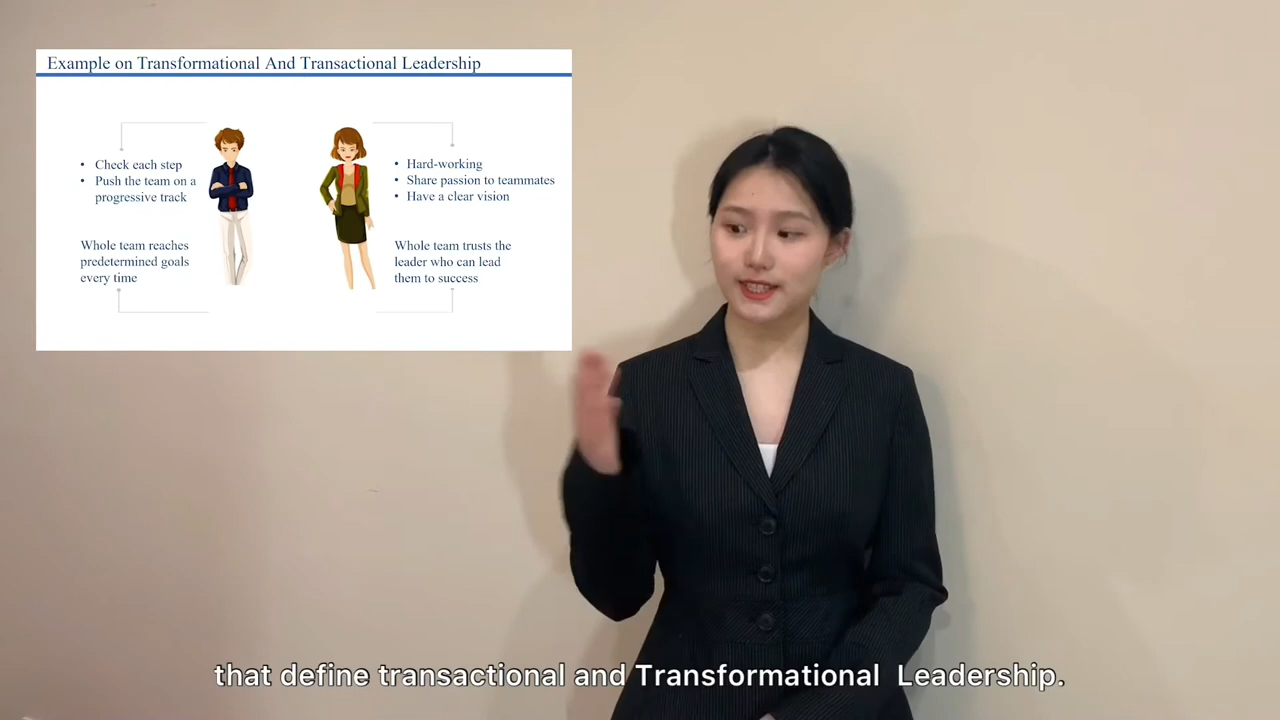 Example on Transformational And Transactional Leadership
• Check each step
• Push the team on a
progressive track
Whole team reaches
predetermined goals
every time
• Hard-working
• Share passion to teammates
• Have a clear vision
Whole team trusts the
leader who can lead
them to success
that define transactional and Transformational Leadership.